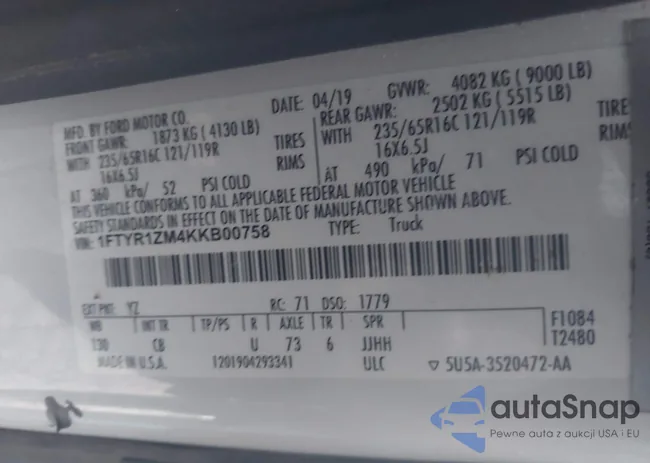 MFD. BY FORD MOTOR CO. DATE: 04/19 GVWR: 4082 KG ( 9000 LB)
FRONT GAWR: 1873 KG ( 4130 LB) REAR GAWR: 2502 KG ( 5515 LB)
WITH 235/65R16C 121/119R TIRES WITH 235/65R16C 121/119R TIRE
16X6.5J RIMS 16X6.5J RIMS
AT 360 kPa/ 52 PSI COLD AT 490 kPa/ 71 PSI COLD
THIS VEHICLE CONFORMS TO ALL APPLICABLE FEDERAL MOTOR VEHICLE
SAFETY STANDARDS IN EFFECT ON THE DATE OF MANUFACTURE SHOWN ABOVE.
VIN: 1FTYR1ZM4KKB00758 TYPE: Truck
EXT PNT: YZ RC: 71 DSO: 1779
WB INT TR TP/PS R AXLE TR SPR F1084
130 CB U 73 6 JJHH T2480
MADE IN U.S.A. 1201904293341 ULC ▽ 5U5A-3520472-AA
autaSnap
Pewne auta z aukcji USA i EU